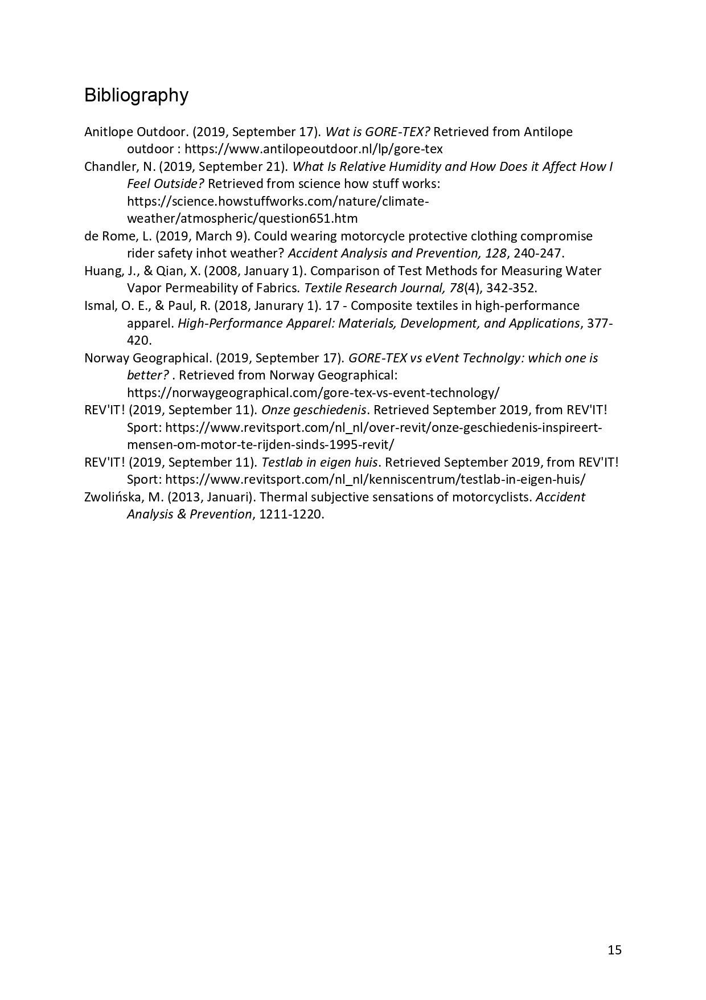 Bibliography
Anitlope Outdoor. (2019, September 17). Wat is GORE-TEX? Retrieved from Antilope
outdoor : https://www.antilopeoutdoor.nl/lp/gore-tex
Chandler, N. (2019, September 21). What Is Relative Humidity and How Does it Affect How I
Feel Outside? Retrieved from science how stuff works:
https://science.howstuffworks.com/nature/climate-
weather/atmospheric/question651.htm
de Rome, L. (2019, March 9). Could wearing motorcycle protective clothing compromise
rider safety inhot weather? Accident Analysis and Prevention, 128, 240-247.
Huang, J., & Qian, X. (2008, January 1). Comparison of Test Methods for Measuring Water
Vapor Permeability of Fabrics. Textile Research Journal, 78(4), 342-352.
Ismal, O. E., & Paul, R. (2018, Janurary 1). 17 - Composite textiles in high-performance
apparel. High-Performance Apparel: Materials, Development, and Applications, 377-
420.
Norway Geographical. (2019, September 17). GORE-TEX vs eVent Technolgy: which one is
better? . Retrieved from Norway Geographical:
https://norwaygeographical.com/gore-tex-vs-event-technology/
REV'IT! (2019, September 11). Onze geschiedenis. Retrieved September 2019, from REV'IT!
Sport: https://www.revitsport.com/nl_nl/over-revit/onze-geschiedenis-inspireert-
mensen-om-motor-te-rijden-sinds-1995-revit/
REV'IT! (2019, September 11). Testlab in eigen huis. Retrieved September 2019, from REV'IT!
Sport: https://www.revitsport.com/nl_nl/kenniscentrum/testlab-in-eigen-huis/
Zwolińska, M. (2013, Januari). Thermal subjective sensations of motorcyclists. Accident
Analysis & Prevention, 1211-1220.
15